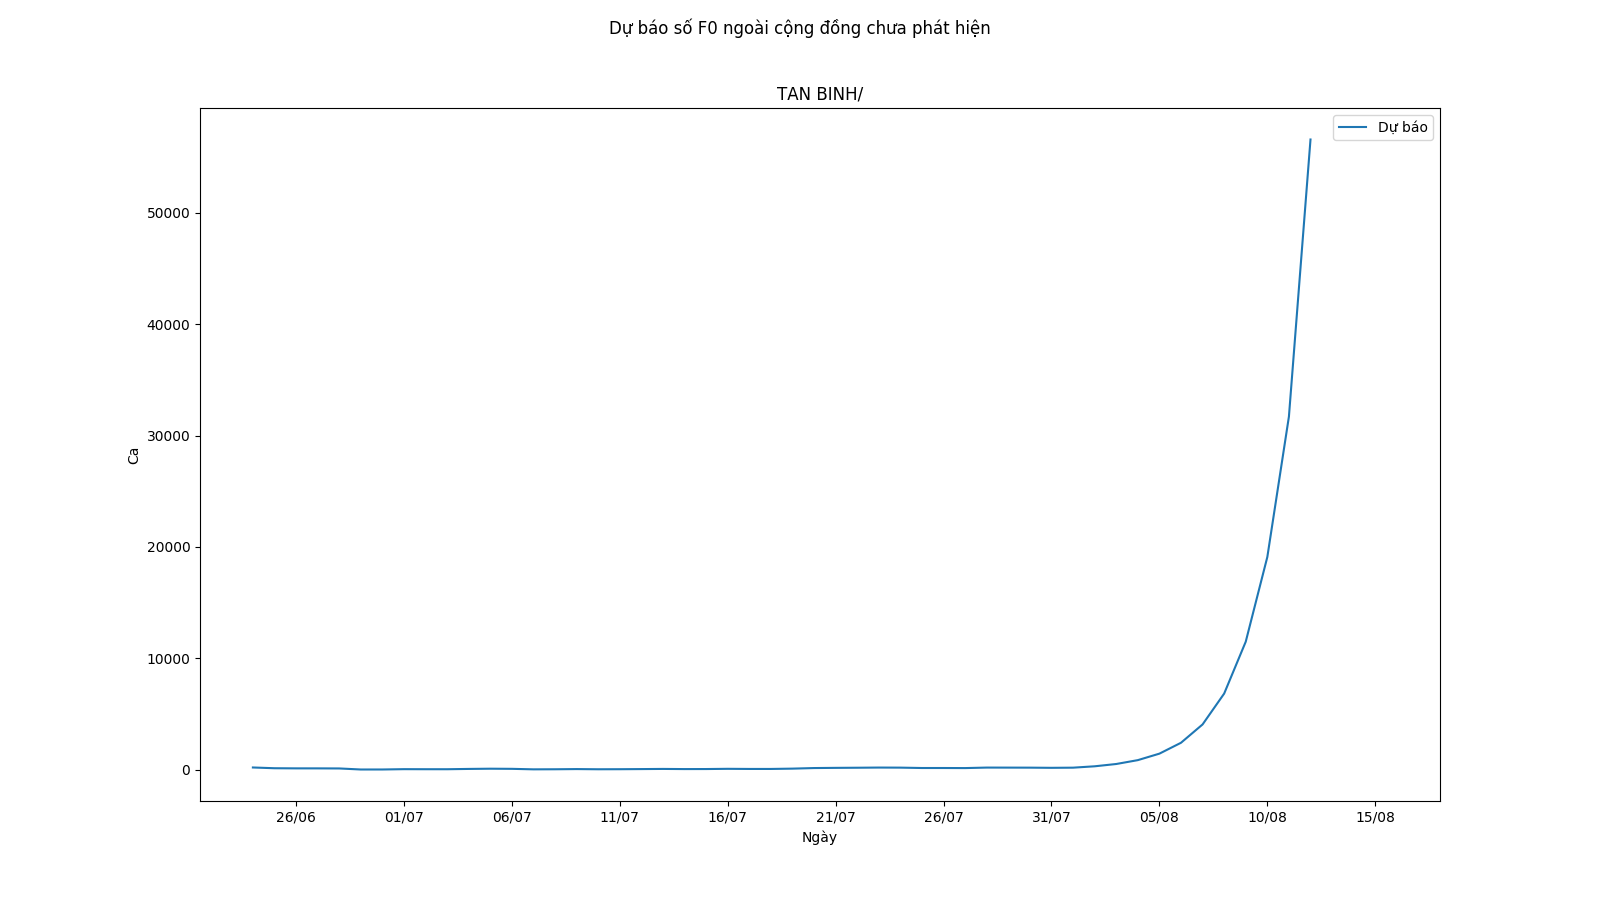 Dự báo số F0 ngoài cộng đồng chưa phát hiện
TAN BINH/
Dự báo
50000
40000
30000
20000
10000
0
Ca
26/06 01/07 06/07 11/07 16/07 21/07 26/07 31/07 05/08 10/08 15/08
Ngày